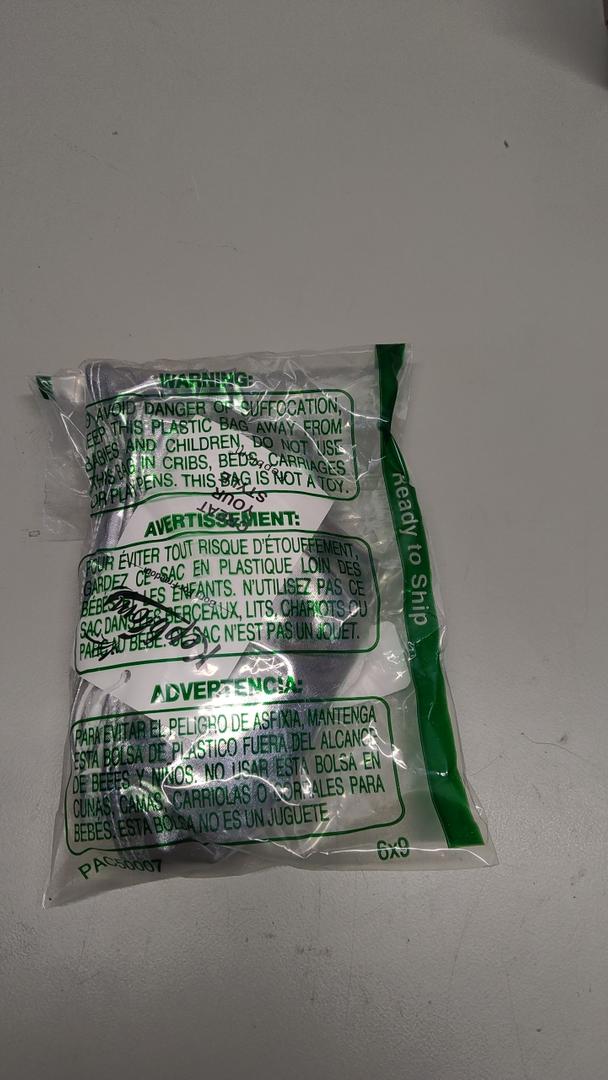 WARNING:
TO AVOID DANGER OF SUFFOCATION,
KEEP THIS PLASTIC BAG AWAY FROM
BABIES AND CHILDREN, DO NOT USE
THIS BAG IN CRIBS, BEDS, CARRIAGES
OR PLAYPENS. THIS BAG IS NOT A TOY.
YOUR
STYLE
AVERTISSEMENT:
POUR ÉVITER TOUT RISQUE D'ÉTOUFFEMENT,
GARDEZ CE SAC EN PLASTIQUE LOIN DES
BÉBÉS LES ENFANTS. N'UTILISEZ PAS CE
SAC DANS BERCEAUX, LITS, CHARIOTS OU
PARC AU BÉBÉ. SAC N'EST PAS UN JOUET.
ADVERTENCIA:
PARA EVITAR EL PELIGRO DE ASFIXIA, MANTENGA
ESTA BOLSA DE PLASTICO FUERA DEL ALCANCE
DE BEBES Y NIÑOS. NO USAR ESTA BOLSA EN
CUNAS, CAMAS, CARRIOLAS O CORRALES PARA
BEBES. ESTA BOLSA NO ES UN JUGUETE
PAC60007
6x9
Ready to Ship